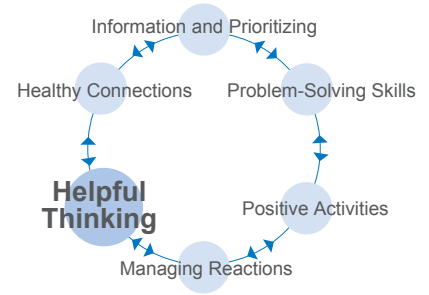 Information and Prioritizing
Healthy Connections
Problem-Solving Skills
Helpful
Thinking
Positive Activities
Managing Reactions